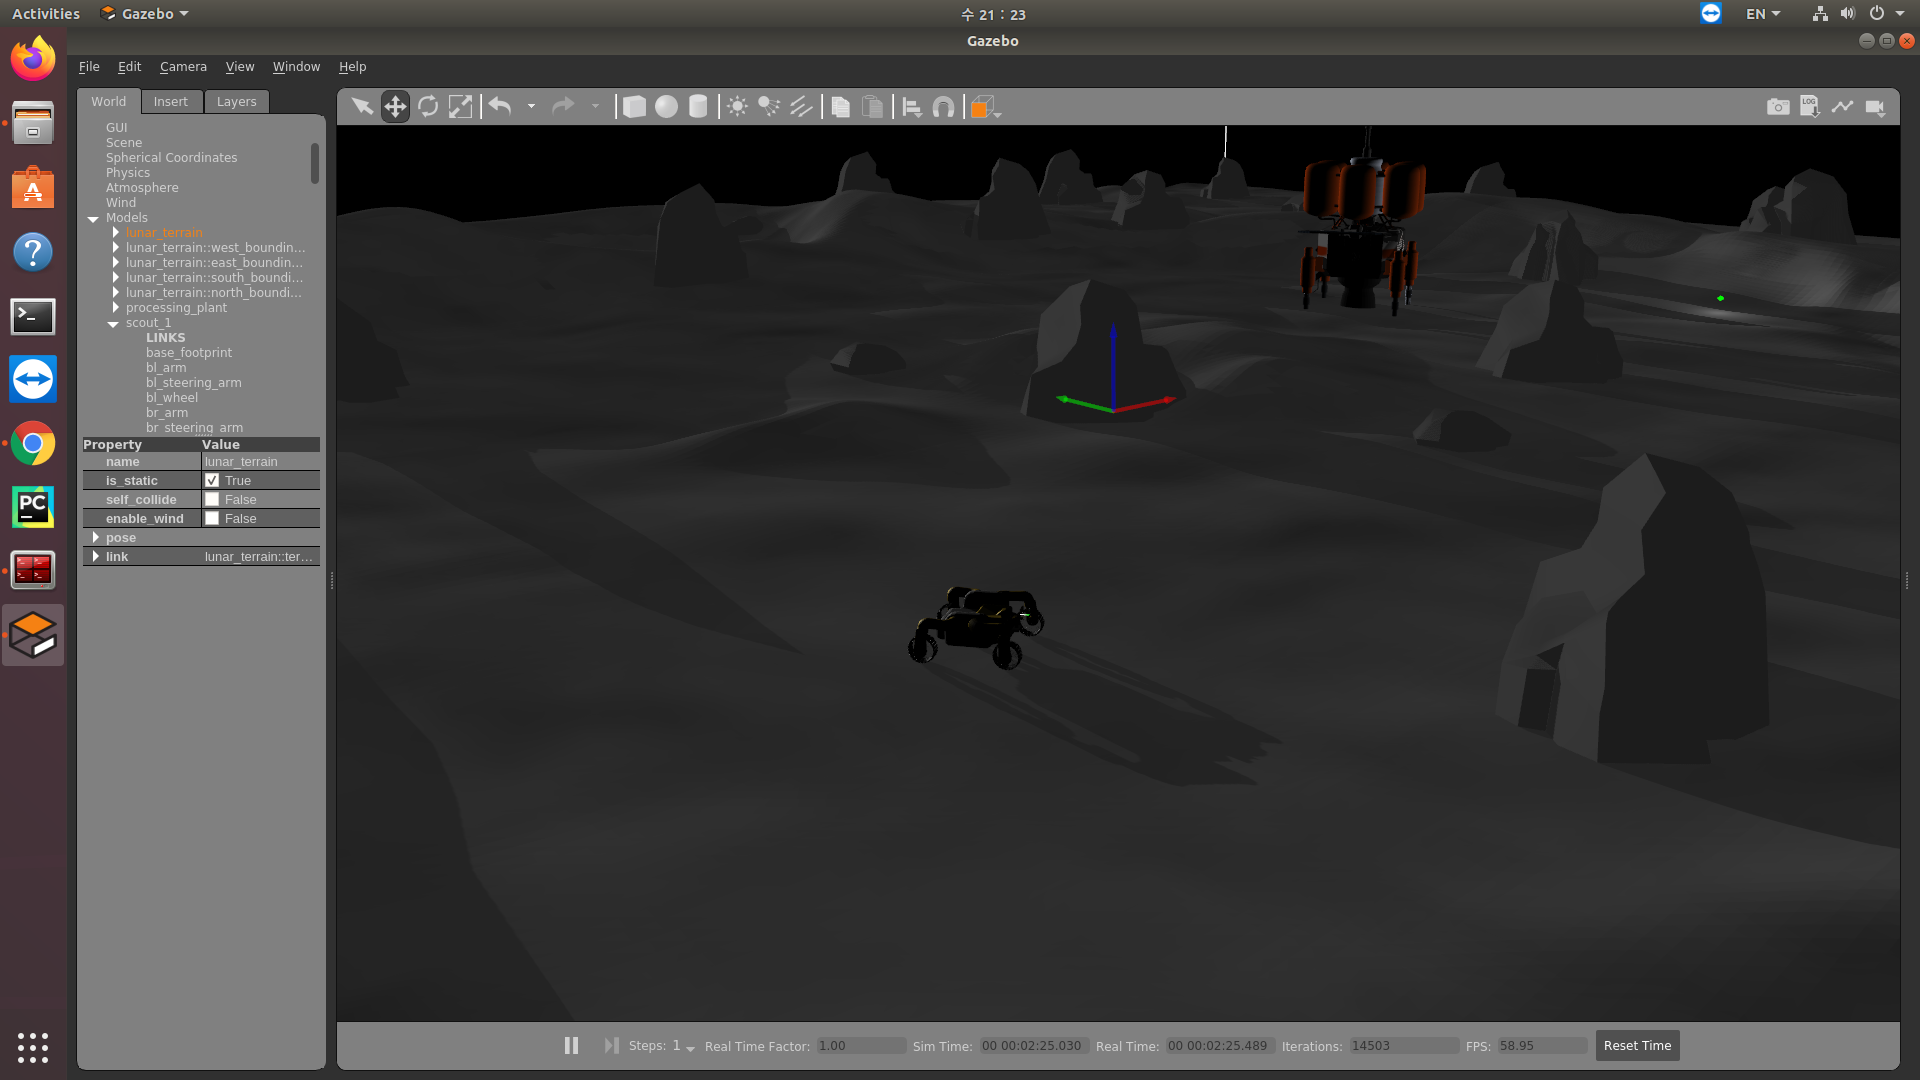 Activities Gazebo 수 21 : 23 EN
Gazebo
File Edit Camera View Window Help
World Insert Layers
LOG
GUI
Scene
Spherical Coordinates
Physics
Atmosphere
Wind
Models
lunar_terrain
lunar_terrain::west_boundin...
lunar_terrain::east_boundin...
lunar_terrain::south_boundi...
lunar_terrain::north_boundi...
processing_plant
scout_1
LINKS
base_footprint
bl_arm
bl_steering_arm
bl_wheel
br_arm
br_steering_arm
Property Value
name lunar_terrain
is_static True
self_collide False
enable_wind False
pose
link lunar_terrain::ter...
PC
Steps: 1 Real Time Factor: 1.00 Sim Time: 00 00:02:25.030 Real Time: 00 00:02:25.489 Iterations: 14503 FPS: 58.95 Reset Time